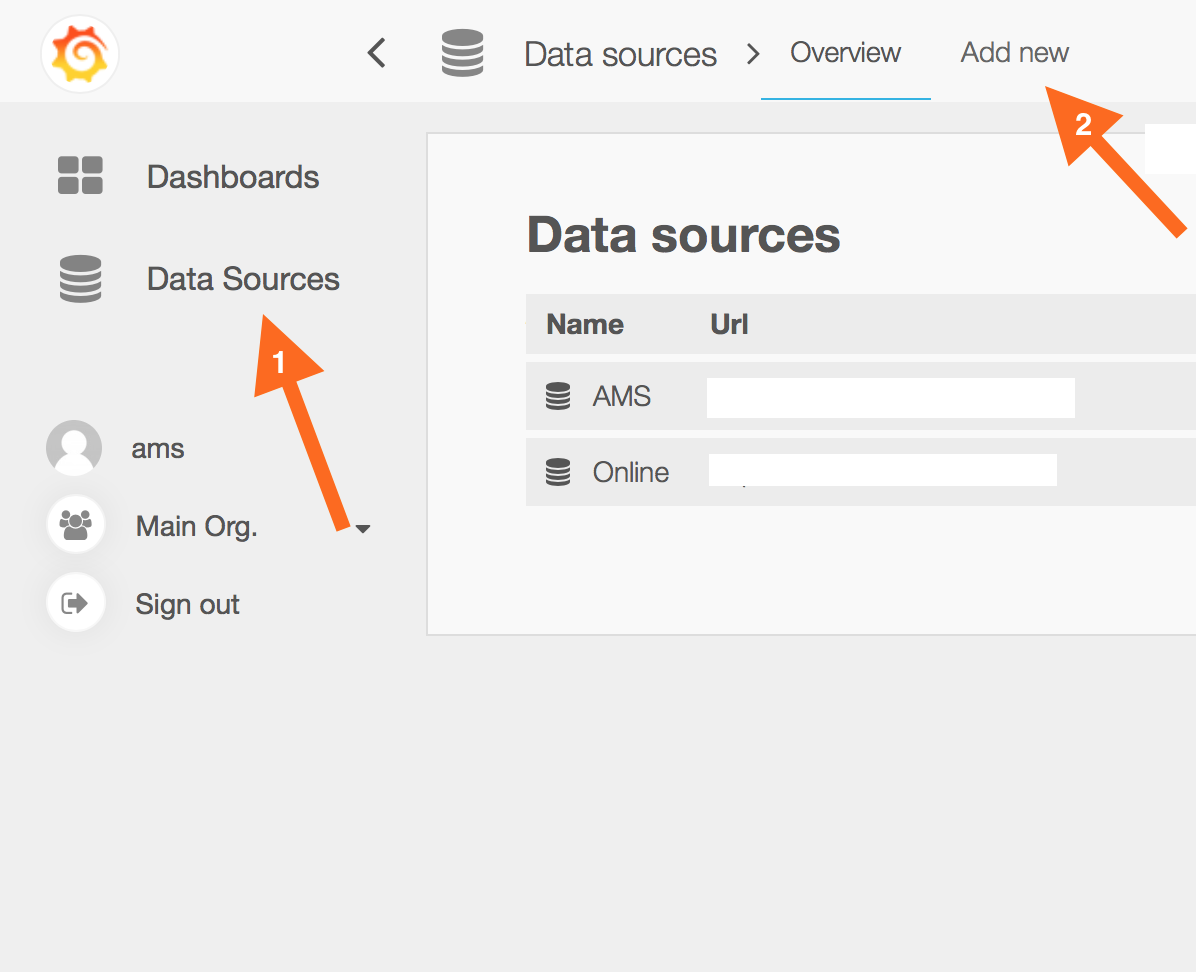 Data sources
Overview
Add new
2
Dashboards
Data Sources
1
ams
Main Org.
Sign out
Data sources
Name Url
AMS
Online